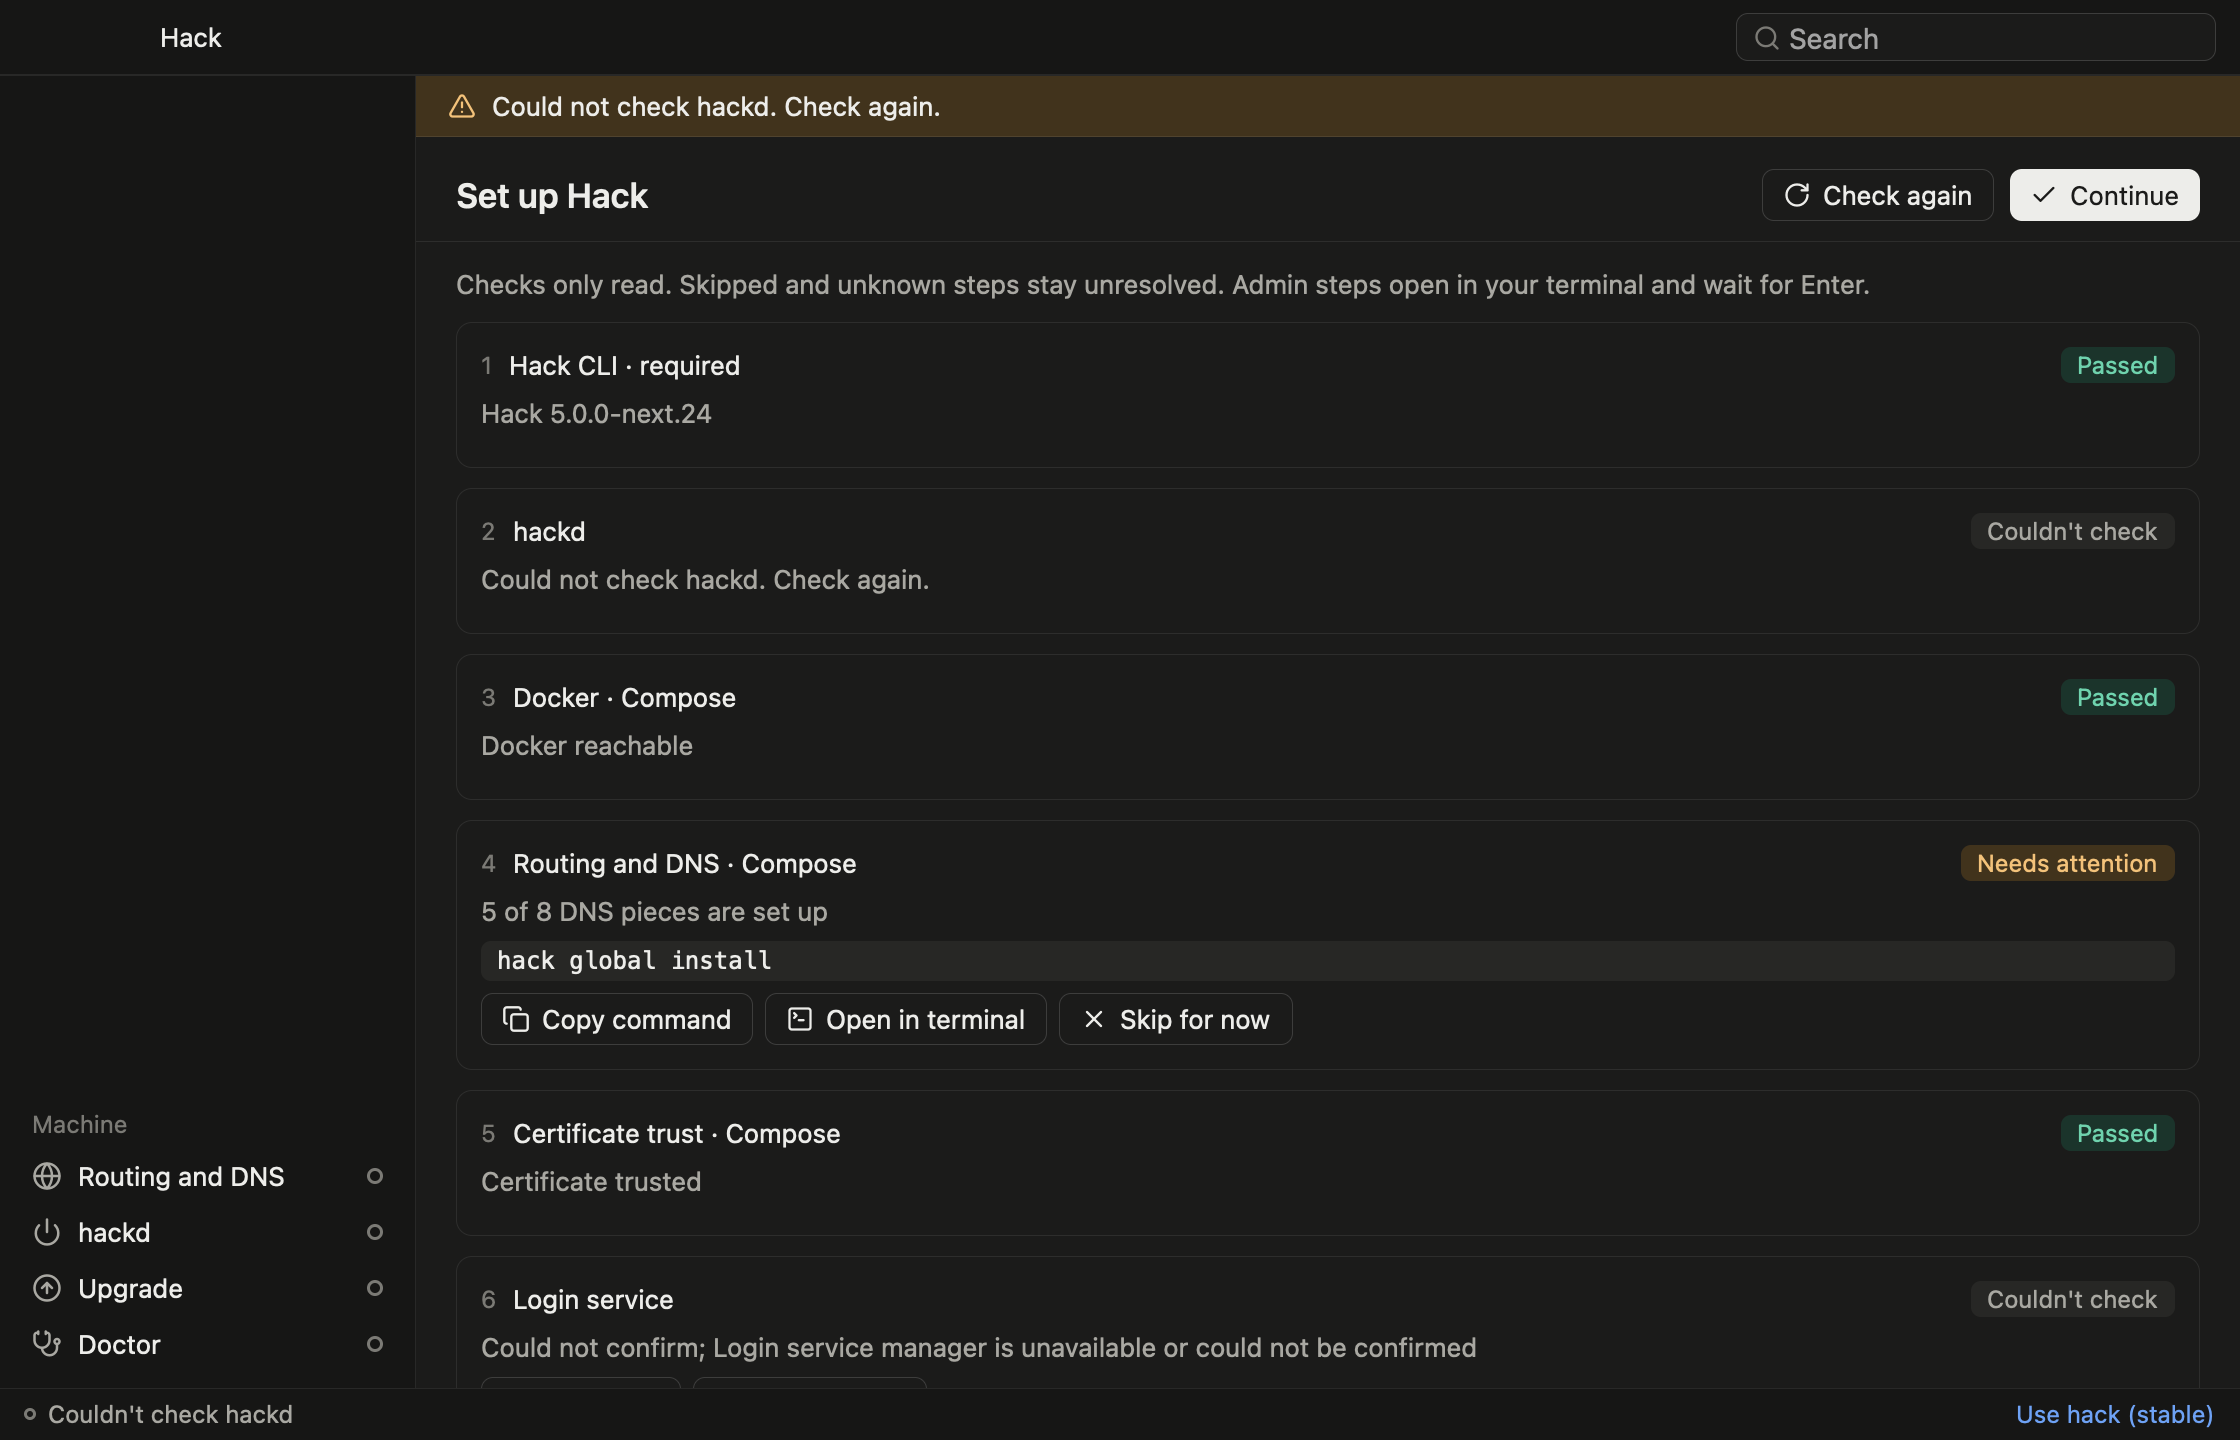 Hack
Search
Could not check hackd. Check again.
Set up Hack
Check again
Continue
Checks only read. Skipped and unknown steps stay unresolved. Admin steps open in your terminal and wait for Enter.
1 Hack CLI · required
Passed
Hack 5.0.0-next.24
2 hackd
Couldn't check
Could not check hackd. Check again.
3 Docker · Compose
Passed
Docker reachable
4 Routing and DNS · Compose
Needs attention
5 of 8 DNS pieces are set up
hack global install
Copy command
Open in terminal
Skip for now
5 Certificate trust · Compose
Passed
Certificate trusted
6 Login service
Couldn't check
Could not confirm; Login service manager is unavailable or could not be confirmed
Machine
Routing and DNS
hackd
Upgrade
Doctor
Couldn't check hackd
Use hack (stable)